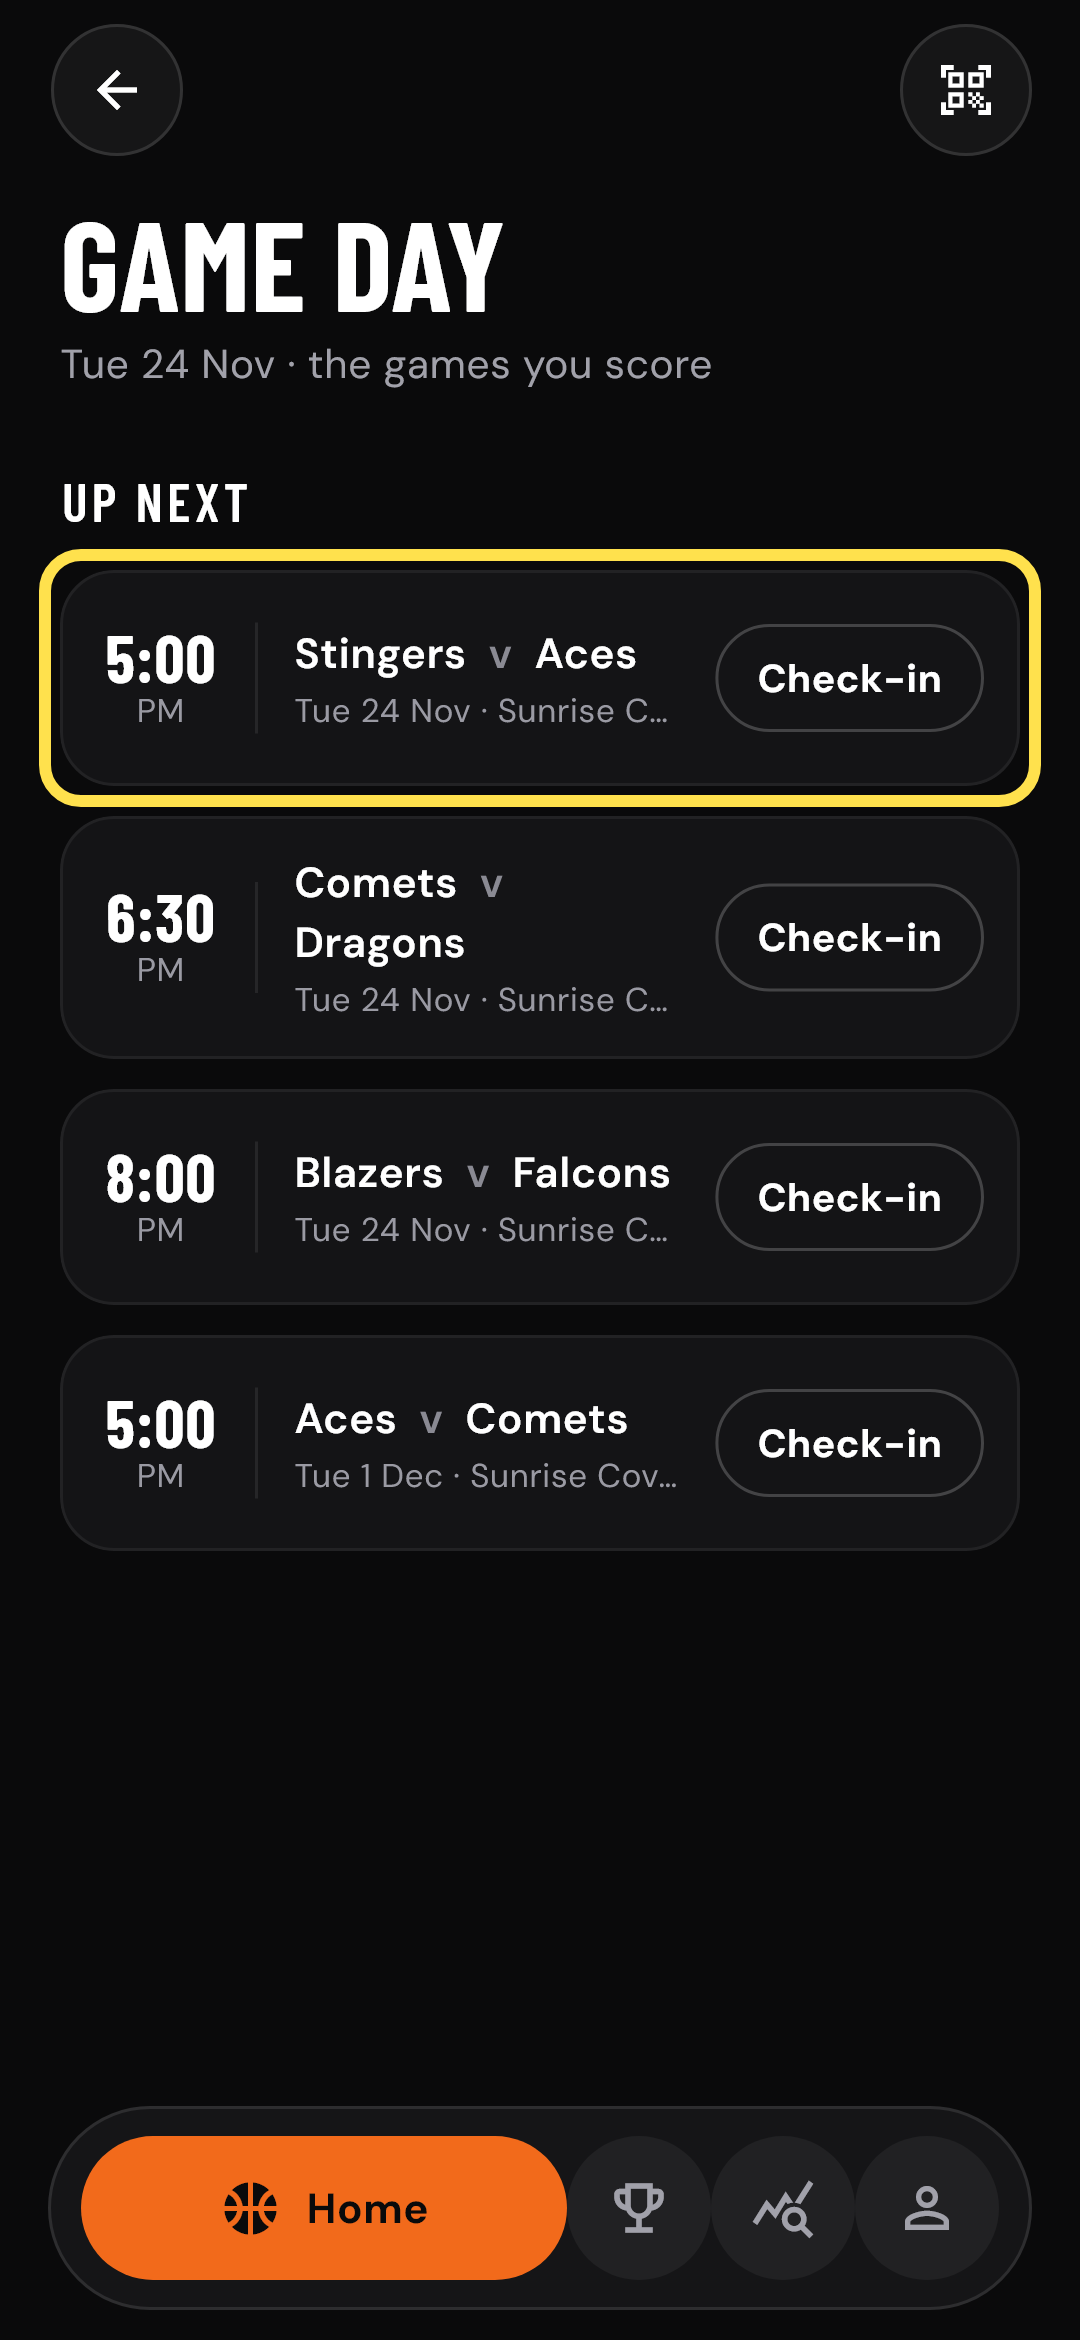 GAME DAY
Tue 24 Nov · the games you score
UP NEXT
5:00
PM
Stingers v Aces
Tue 24 Nov · Sunrise C...
Check-in
6:30
PM
Comets v
Dragons
Tue 24 Nov · Sunrise C...
Check-in
8:00
PM
Blazers v Falcons
Tue 24 Nov · Sunrise C...
Check-in
5:00
PM
Aces v Comets
Tue 1 Dec · Sunrise Cov...
Check-in
Home